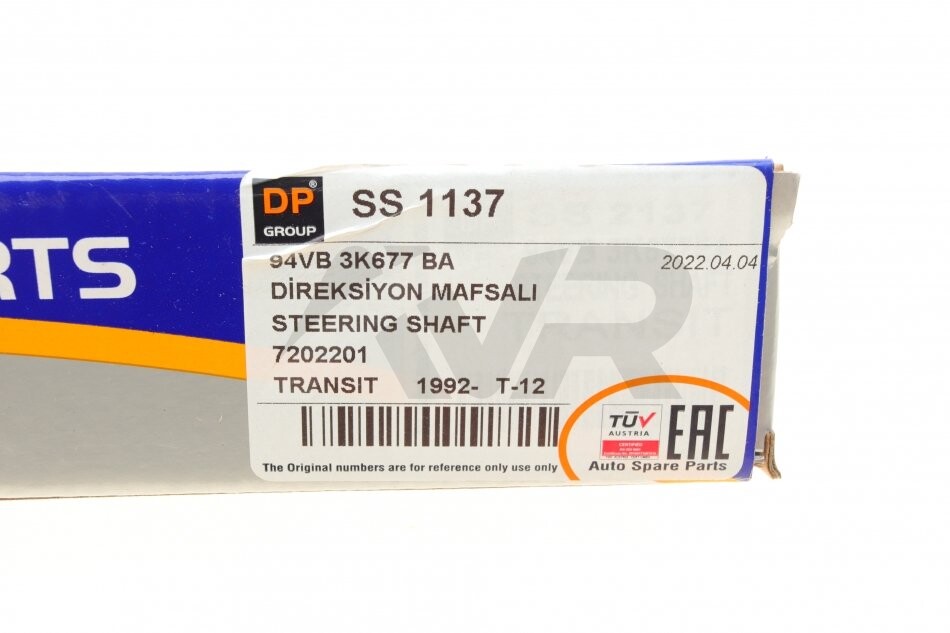 RTS
DP®
GROUP
SS 1137
94VB 3K677 BA
2022.04.04
DİREKSİYON MAFSALI
STEERING SHAFT
7202201
TRANSIT 1992- T-12
The Original numbers are for reference only use only
TÜV
AUSTRIA
EAC
Auto Spare Parts
VR